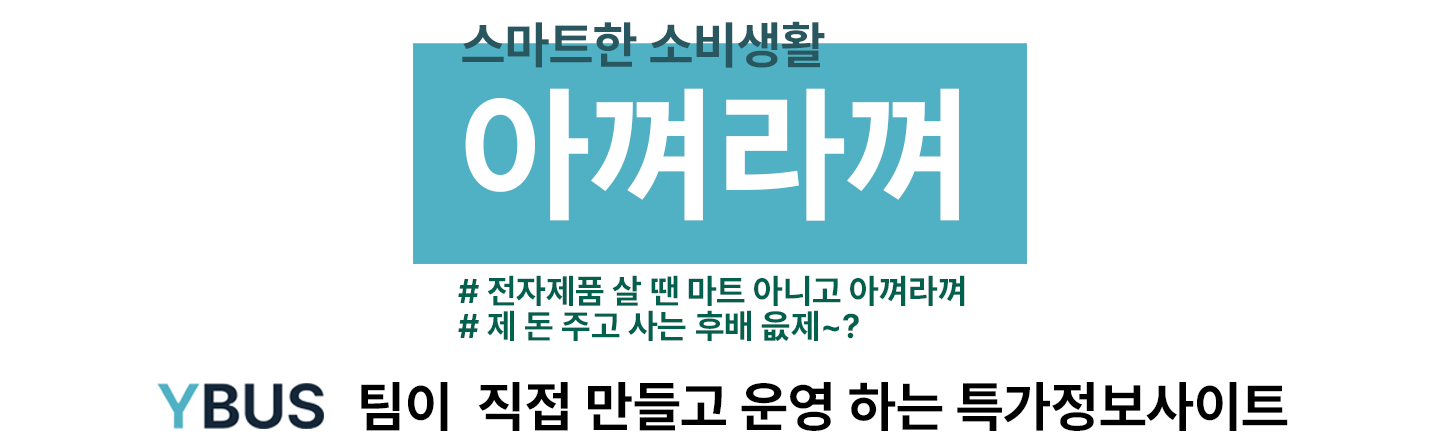 스마트한 소비생활
아껴라껴
# 전자제품 살 땐 마트 아니고 아껴라껴
# 제 돈 주고 사는 후배 읎제~?
YBUS 팀이 직접 만들고 운영 하는 특가정보사이트